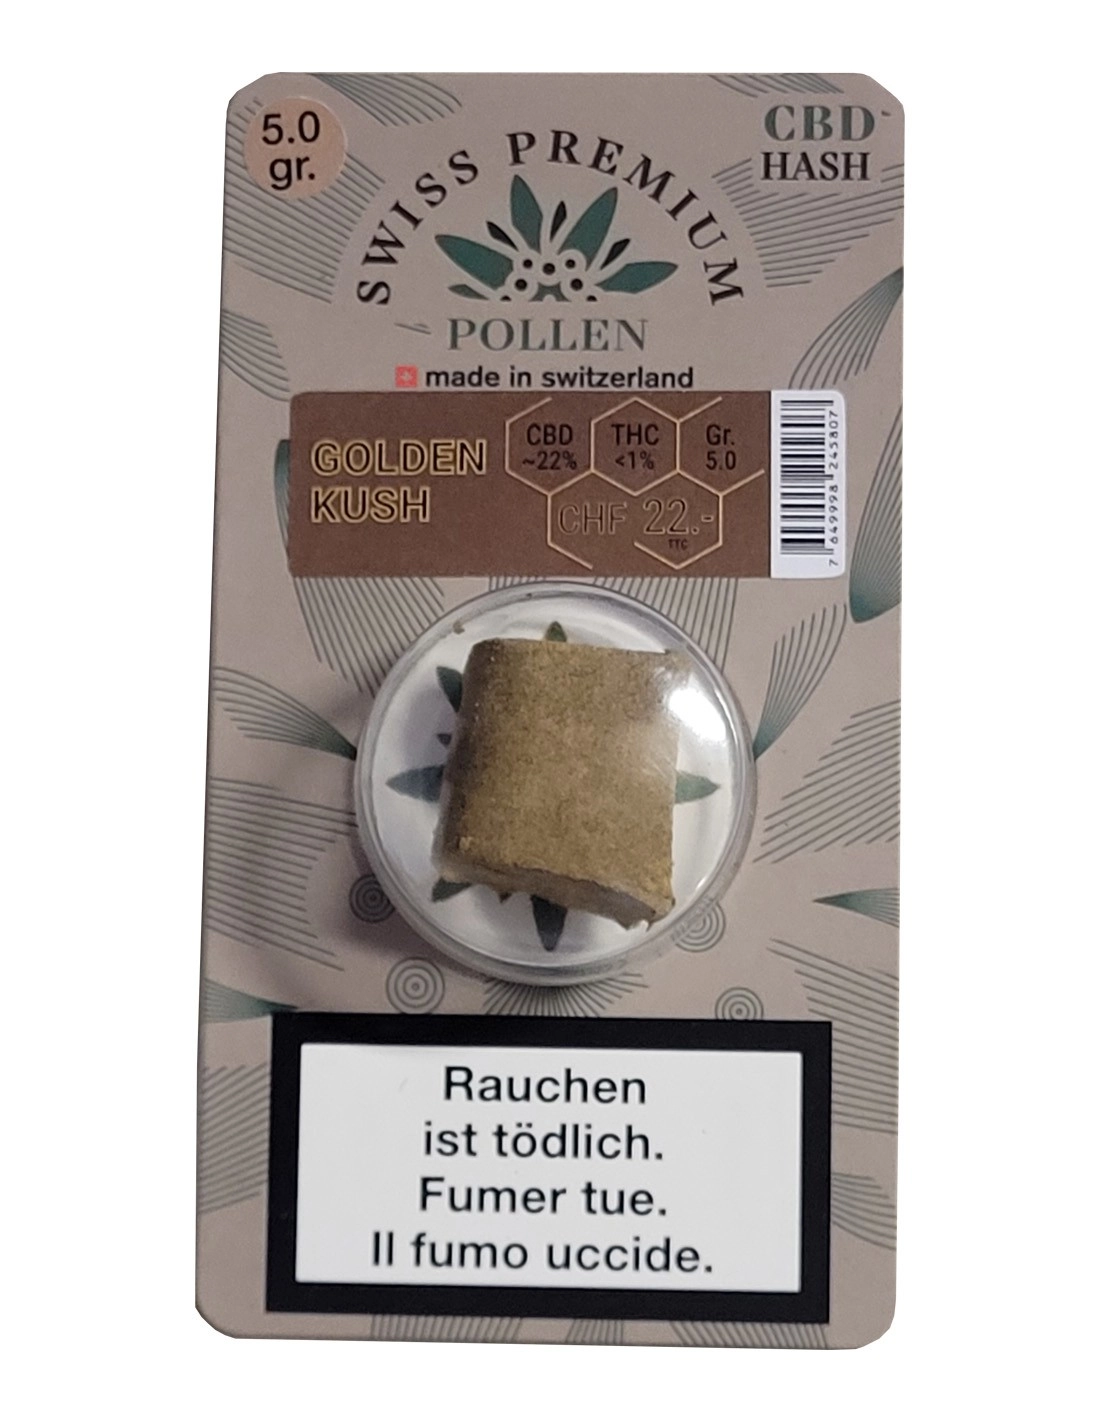 5.0
gr.
CBD
HASH
SWISS PREMIUM
POLLEN
made in switzerland
GOLDEN
KUSH
CBD
~22%
THC
<1%
Gr.
5.0
CHF 22.-
TTC
7 649998 245807
Rauchen
ist tödlich.
Fumer tue.
Il fumo uccide.